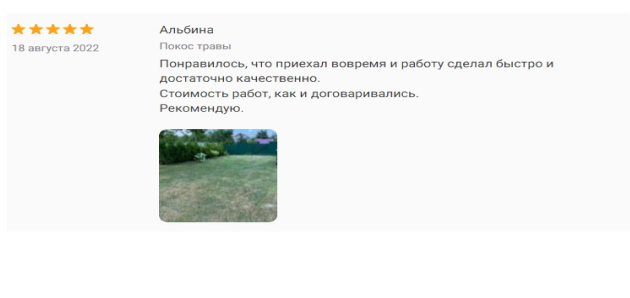 Альбина
18 августа 2022
Покос травы
Понравилось, что приехал вовремя и работу сделал быстро и
достаточно качественно.
Стоимость работ, как и договаривались.
Рекомендую.